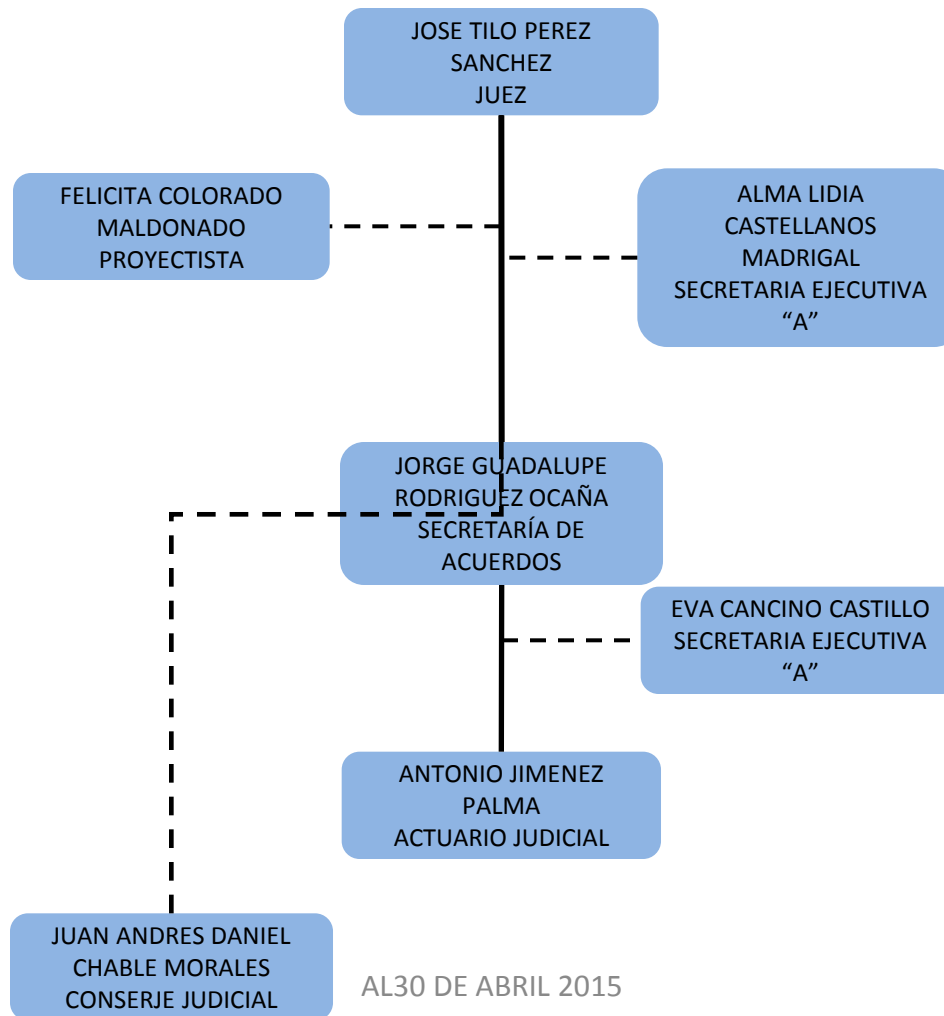 JOSE TILO PEREZ
SANCHEZ
JUEZ
FELICITA COLORADO
MALDONADO
PROYECTISTA
ALMA LIDIA
CASTELLANOS
MADRIGAL
SECRETARIA EJECUTIVA
“A”
JORGE GUADALUPE
RODRIGUEZ OCAÑA
SECRETARÍA DE
ACUERDOS
EVA CANCINO CASTILLO
SECRETARIA EJECUTIVA
“A”
ANTONIO JIMENEZ
PALMA
ACTUARIO JUDICIAL
JUAN ANDRES DANIEL
CHABLE MORALES
CONSERJE JUDICIAL
AL30 DE ABRIL 2015